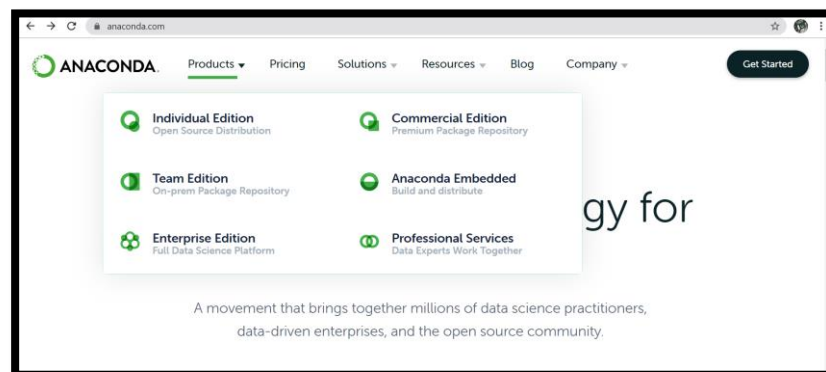 anaconda.com
ANACONDA.
Products Pricing Solutions Resources Blog Company
Get Started
Individual Edition
Open Source Distribution
Commercial Edition
Premium Package Repository
Team Edition
On-prem Package Repository
Anaconda Embedded
Build and distribute
Enterprise Edition
Full Data Science Platform
Professional Services
Data Experts Work Together
gy for
A movement that brings together millions of data science practitioners,
data-driven enterprises, and the open source community.